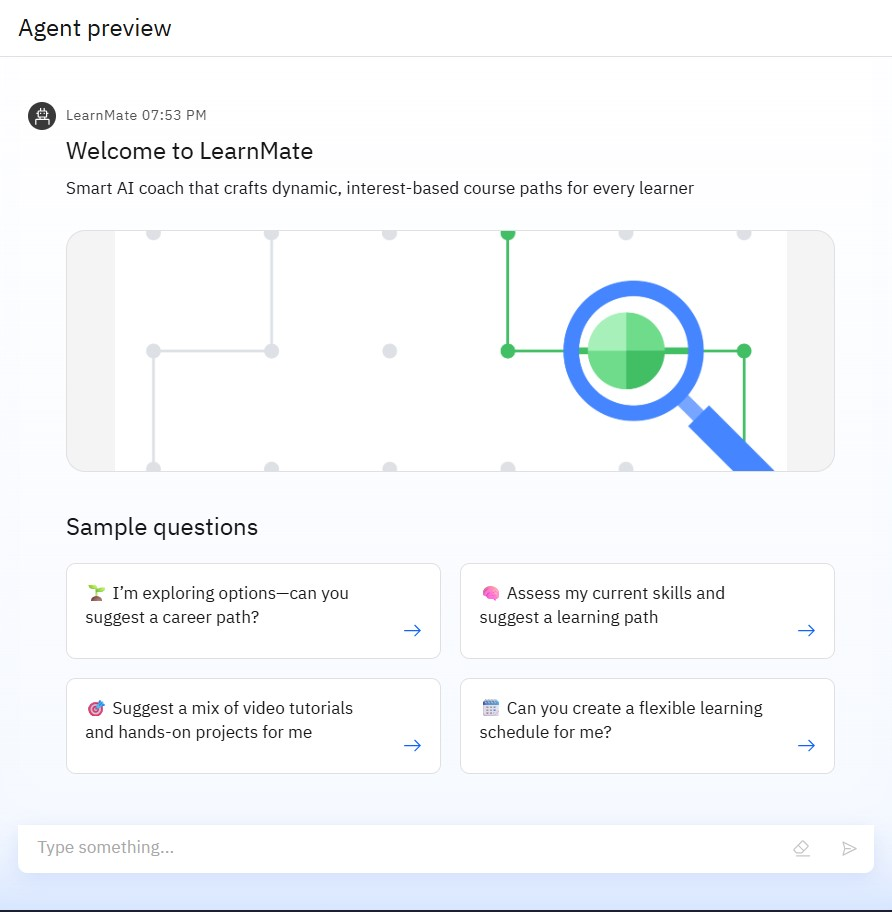 Agent preview
LearnMate 07:53 PM
Welcome to LearnMate
Smart AI coach that crafts dynamic, interest-based course paths for every learner
Sample questions
🌱 I’m exploring options—can you
suggest a career path?
🧠 Assess my current skills and
suggest a learning path
🎯 Suggest a mix of video tutorials
and hands-on projects for me
🗓️ Can you create a flexible learning
schedule for me?
Type something...